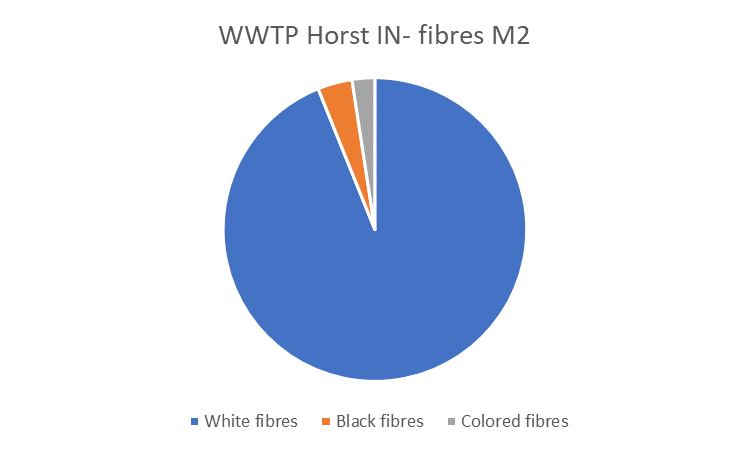 WWTP Horst IN- fibres M2
White fibres Black fibres Colored fibres